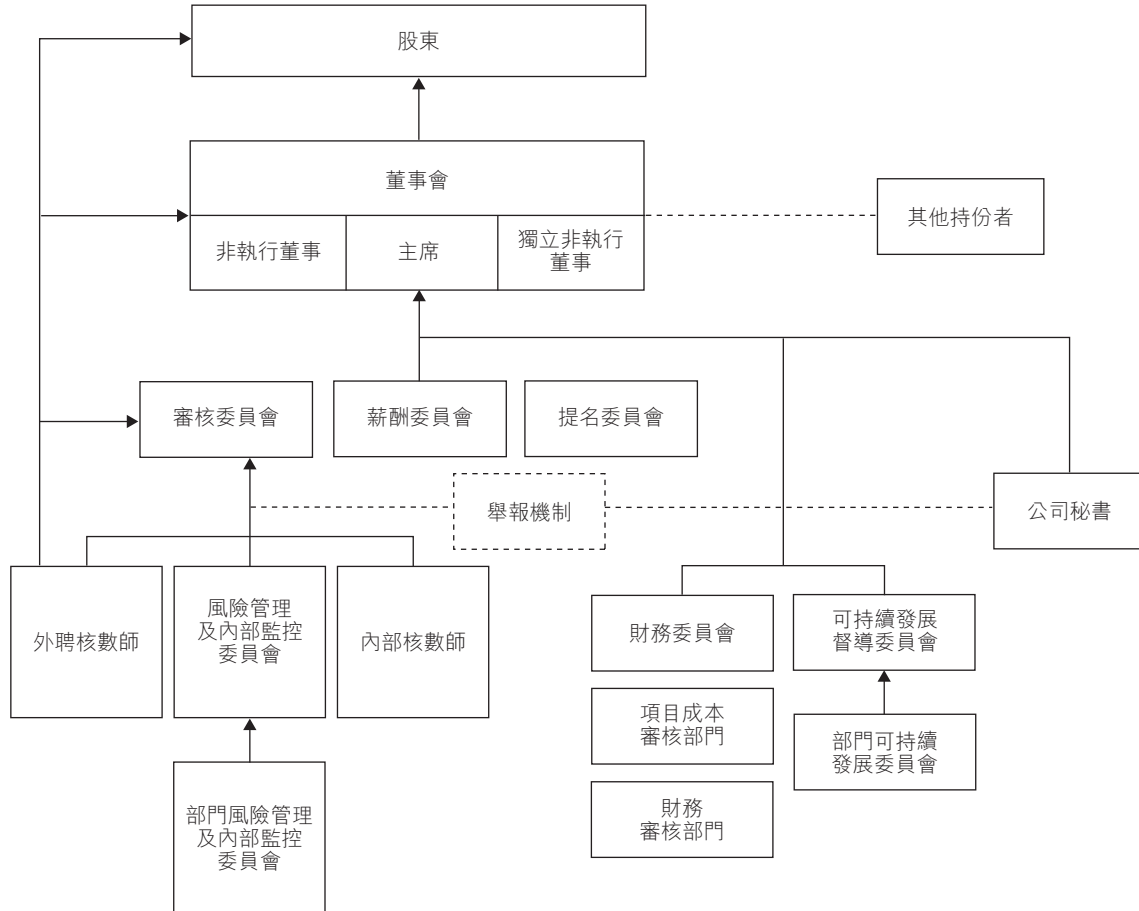 股東
董事會
非執行董事
主席
獨立非執行
董事
其他持份者
審核委員會
薪酬委員會
提名委員會
舉報機制
公司秘書
外聘核數師
風險管理
及內部監控
委員會
內部核數師
財務委員會
可持續發展
督導委員會
項目成本
審核部門
部門可持續
發展委員會
部門風險管理
及內部監控
委員會
財務
審核部門